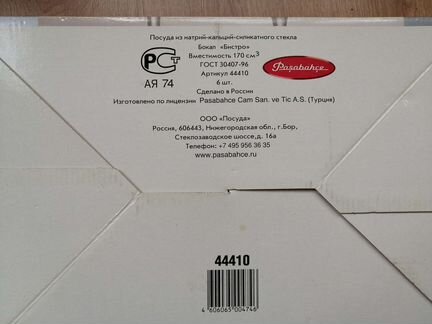 Посуда из натрий-кальций-силикатного стекла
Бокал «Бистро»
Вместимость 170 см³
ГОСТ 30407-96
Артикул 44410
6 шт.
Сделано в России
Изготовлено по лицензии Pasabahce Cam San. ve Tic A.S. (Турция)
РСТ
АЯ 74
Paşabahçe
ООО «Посуда»
Россия, 606443, Нижегородская обл., г.Бор,
Стеклозаводское шоссе, д. 16а
Телефон: +7 495 956 36 35
www.pasabahce.ru
44410
4 606065 004746